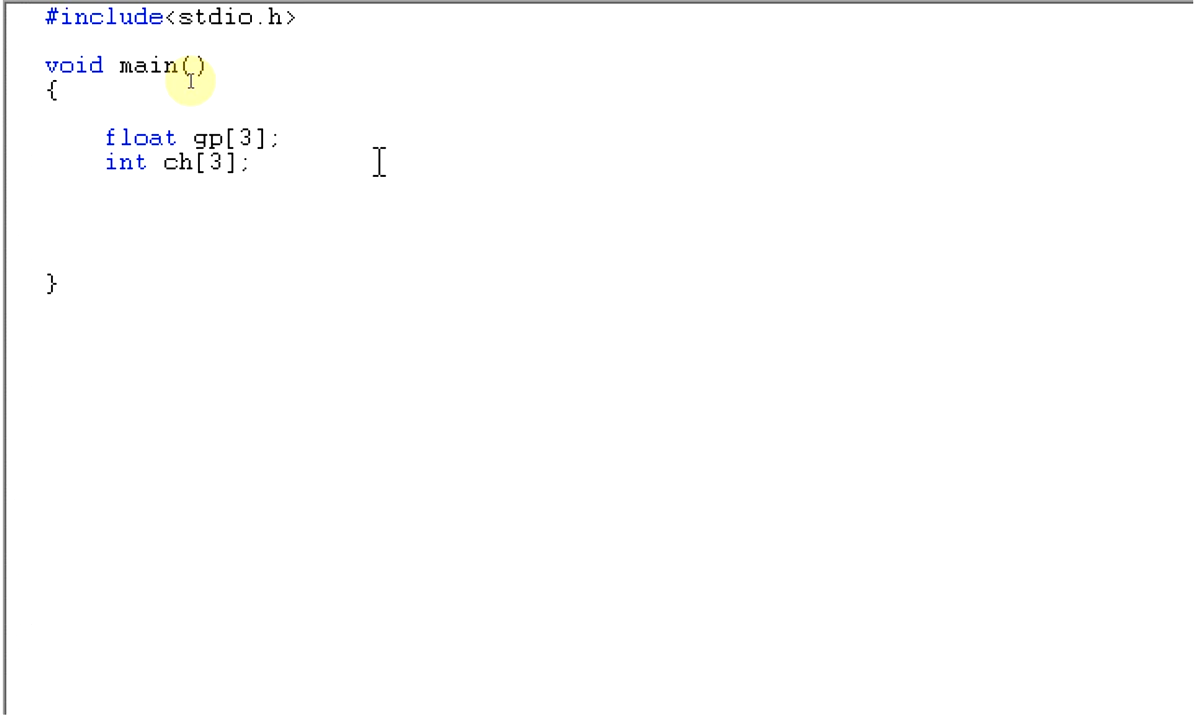 #include<stdio.h>
void main()
{
float gp[3];
int ch[3];
}